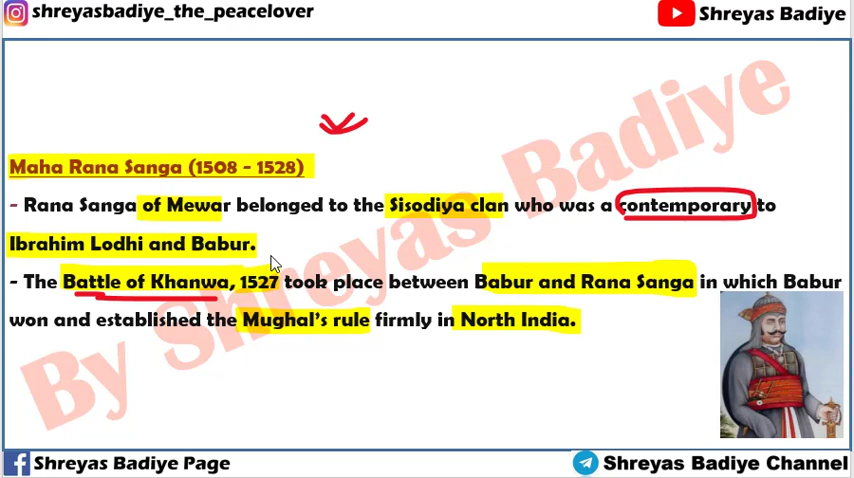 shreyasbadiye_the_peacelover
Shreyas Badiye
Maha Rana Sanga (1508 - 1528)
- Rana Sanga of Mewar belonged to the Sisodiya clan who was a contemporary to
Ibrahim Lodhi and Babur.
- The Battle of Khanwa, 1527 took place between Babur and Rana Sanga in which Babur
won and established the Mughal's rule firmly in North India.
By Shreyas Badiye
Shreyas Badiye Page
Shreyas Badiye Channel